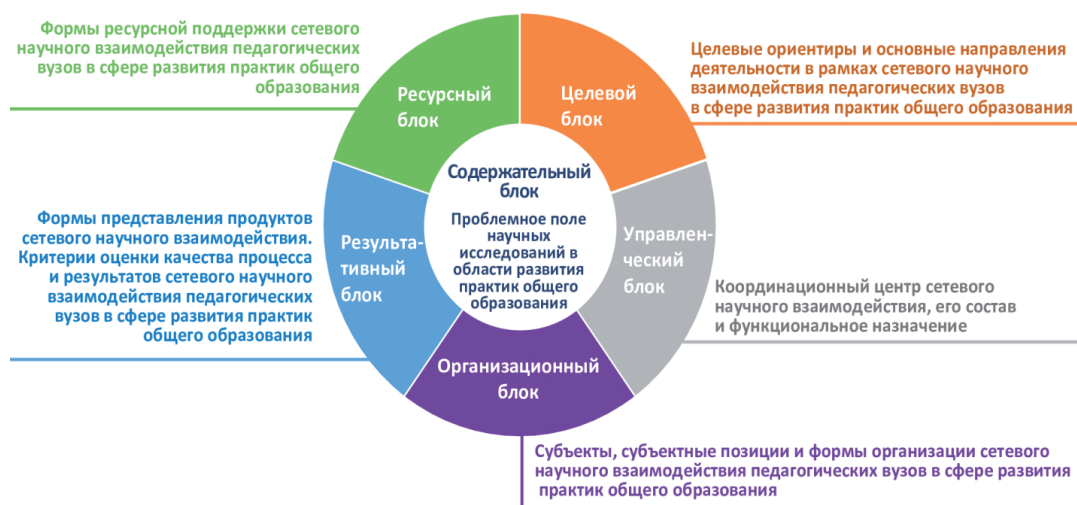 Формы ресурсной поддержки сетевого
научного взаимодействия педагогических
вузов в сфере развития практик общего
образования
Ресурсный
блок
Целевой
блок
Целевые ориентиры и основные направления
деятельности в рамках сетевого научного
взаимодействия педагогических вузов
в сфере развития практик общего образования
Содержательный
блок
Проблемное поле
научных
исследований в
области развития
практик общего
образования
Формы представления продуктов
сетевого научного взаимодействия.
Критерии оценки качества процесса
и результатов сетевого научного
взаимодействия педагогических
вузов в сфере развития практик
общего образования
Результа-
тивный
блок
Управлен-
ческий
блок
Координационный центр сетевого
научного взаимодействия, его состав
и функциональное назначение
Организационный
блок
Субъекты, субъектные позиции и формы организации сетевого
научного взаимодействия педагогических вузов в сфере развития
практик общего образования